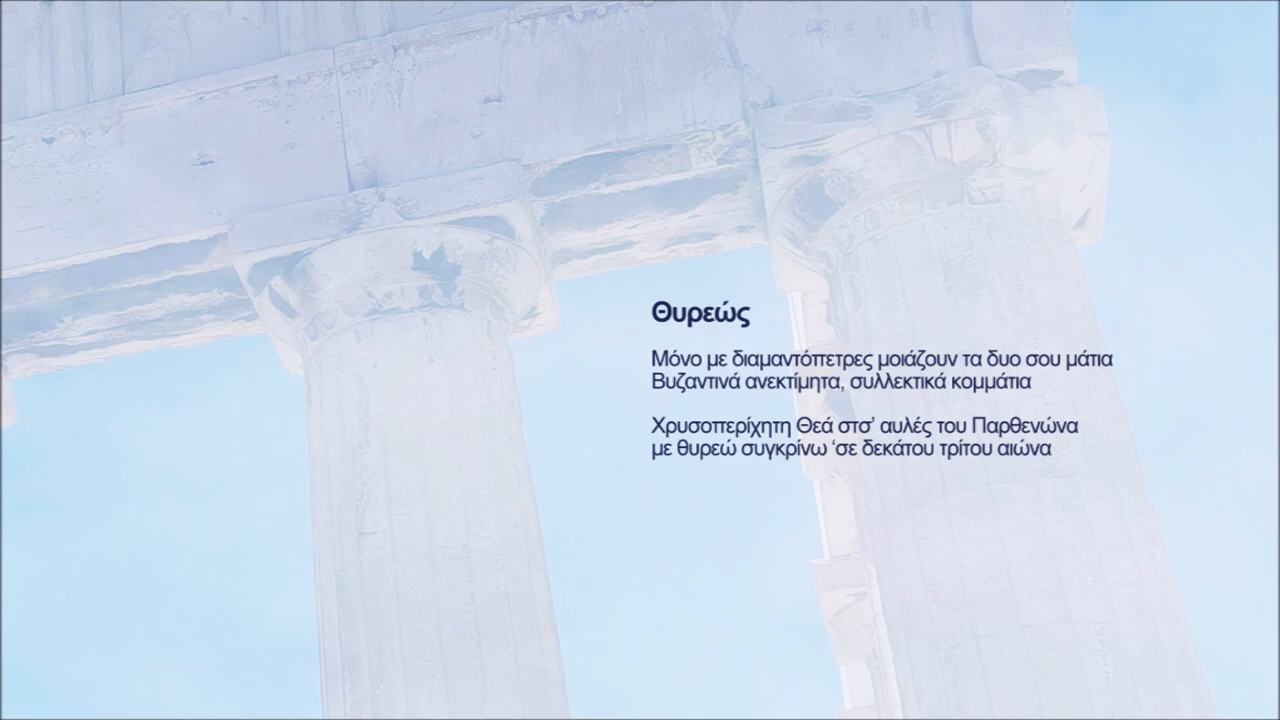 Θυρεώς
Μόνο με διαμαντόπετρες μοιάζουν τα δυο σου μάτια
Βυζαντινά ανεκτίμητα, συλλεκτικά κομμάτια
Χρυσοπερίχητη Θεά στσ’ αυλές του Παρθενώνα
με θυρεώ συγκρίνω ‘σε δεκάτου τρίτου αιώνα